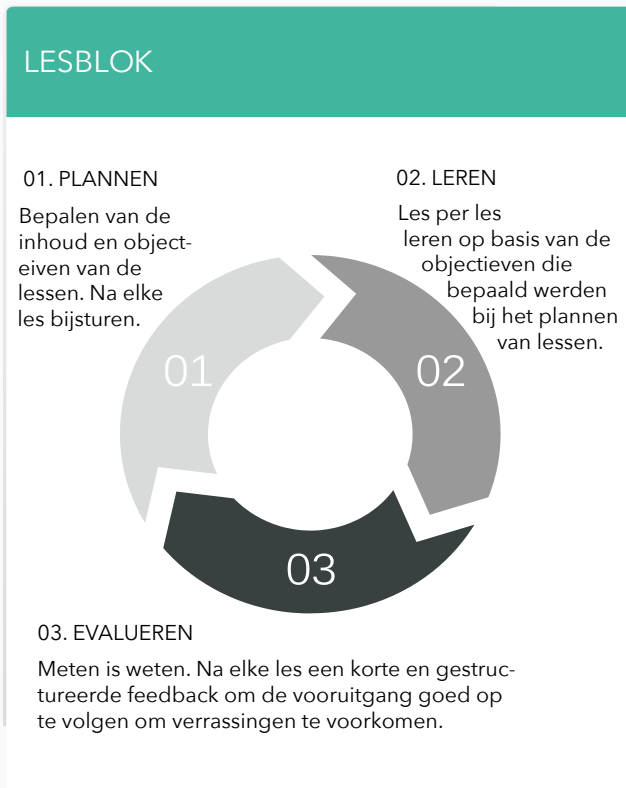 LESBLOK
01. PLANNEN
Bepalen van de
inhoud en object-
eiven van de
lessen. Na elke
les bijsturen.
02. LEREN
Les per les
leren op basis van de
objectieven die
bepaald werden
bij het plannen
van lessen.
01
02
03
03. EVALUEREN
Meten is weten. Na elke les een korte en gestruc-
tureerde feedback om de vooruitgang goed op
te volgen om verrassingen te voorkomen.